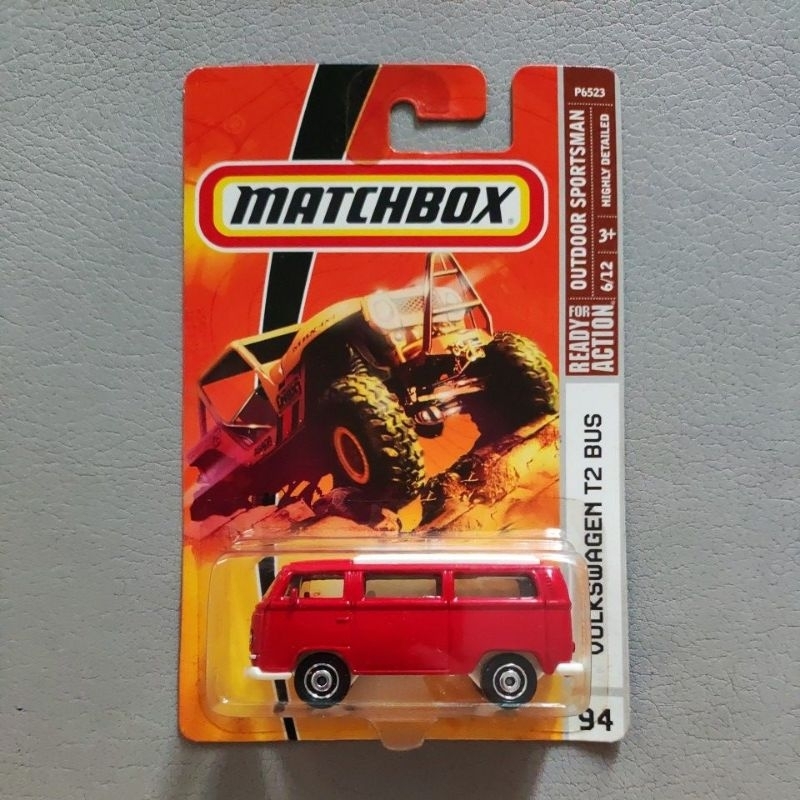 P6523
MATCHBOX
OUTDOOR SPORTSMAN
6/12 3+ HIGHLY DETAILED
READY FOR ACTION
VOLKSWAGEN T2 BUS
94